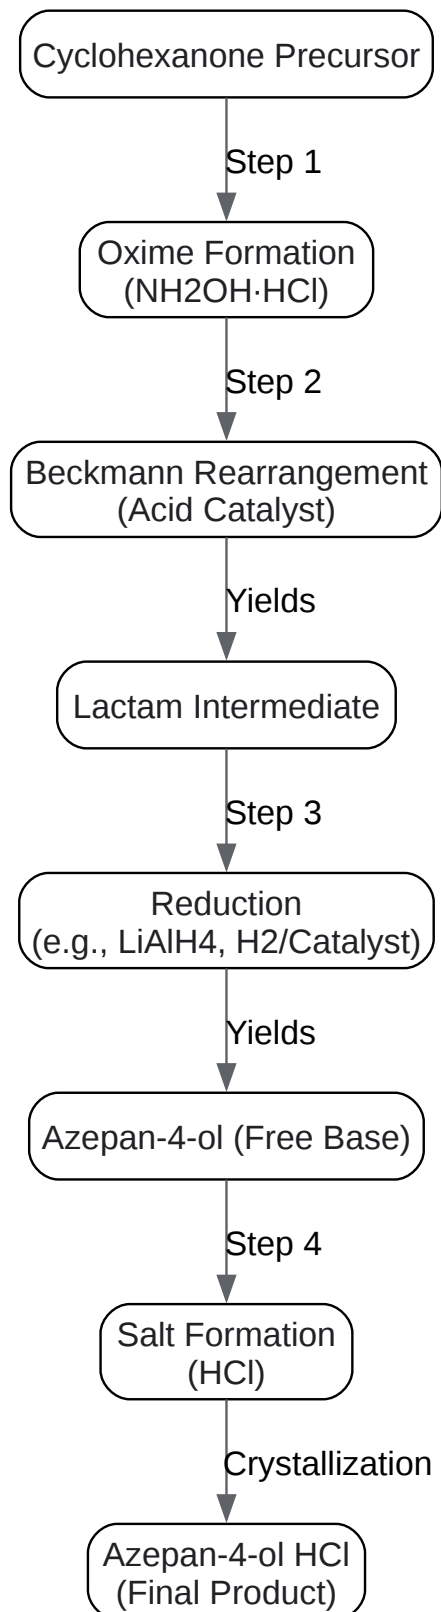 Cyclohexanone Precursor
Step 1
Oxime Formation
(NH2OH·HCl)
Step 2
Beckmann Rearrangement
(Acid Catalyst)
Yields
Lactam Intermediate
Step 3
Reduction
(e.g., LiAlH4, H2/Catalyst)
Yields
Azepan-4-ol (Free Base)
Step 4
Salt Formation
(HCl)
Crystallization
Azepan-4-ol HCl
(Final Product)